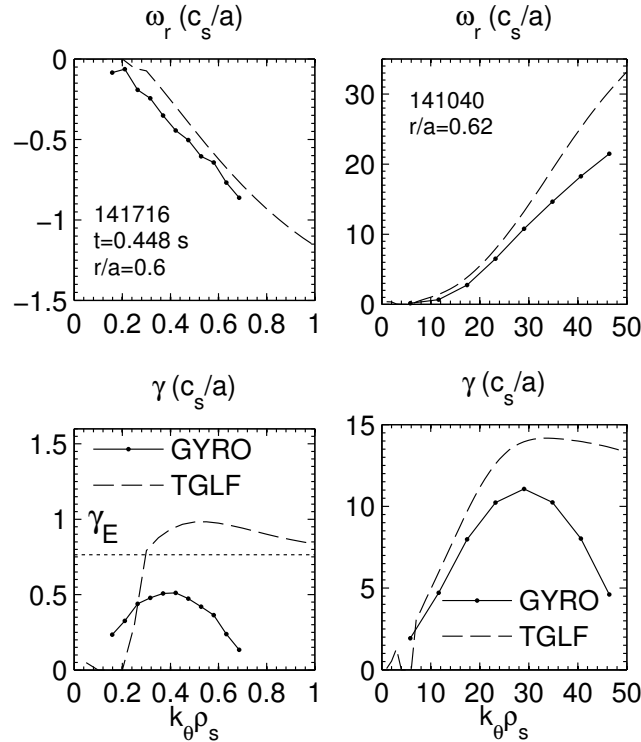 ω_r (c_s/a)
0
−0.5
−1
−1.5
0 0.2 0.4 0.6 0.8 1
141716
t=0.448 s
r/a=0.6
ω_r (c_s/a)
35
30
20
10
0
0 10 20 30 40 50
141040
r/a=0.62
γ (c_s/a)
1.5
1
0.5
0
0 0.2 0.4 0.6 0.8 1
GYRO
TGLF
γ_E
k_θρ_s
γ (c_s/a)
15
10
5
0
0 10 20 30 40 50
GYRO
TGLF
k_θρ_s